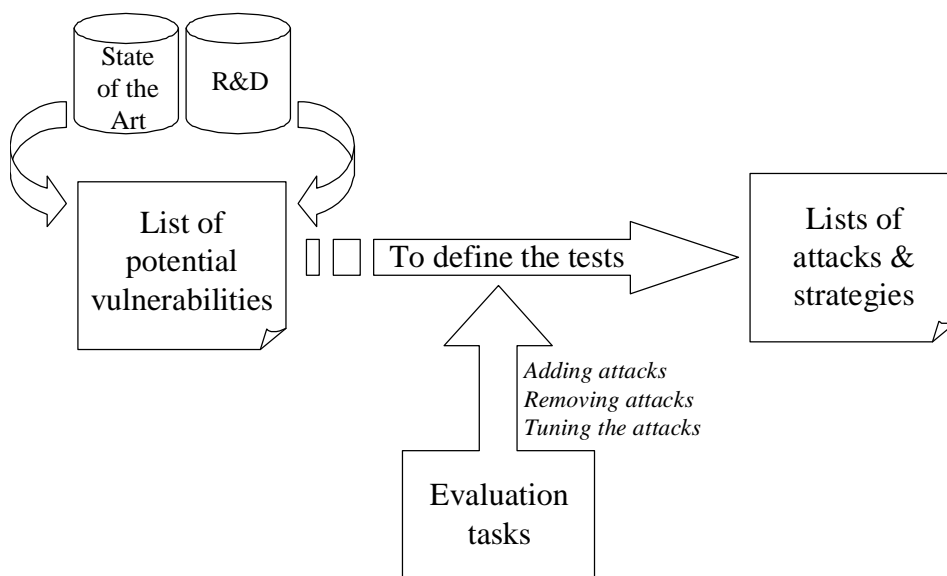 State
of the
Art
R&D
List of
potential
vulnerabilities
To define the tests
Lists of
attacks &
strategies
Adding attacks
Removing attacks
Tuning the attacks
Evaluation
tasks